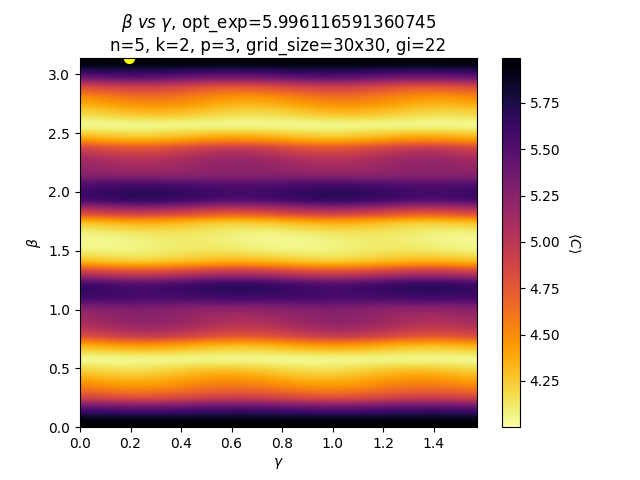 β vs γ, opt_exp=5.996116591360745
n=5, k=2, p=3, grid_size=30x30, gi=22
3.0
2.5
2.0
1.5
1.0
0.5
0.0
β
0.0 0.2 0.4 0.6 0.8 1.0 1.2 1.4
γ
5.75
5.50
5.25
5.00
4.75
4.50
4.25
⟨C⟩